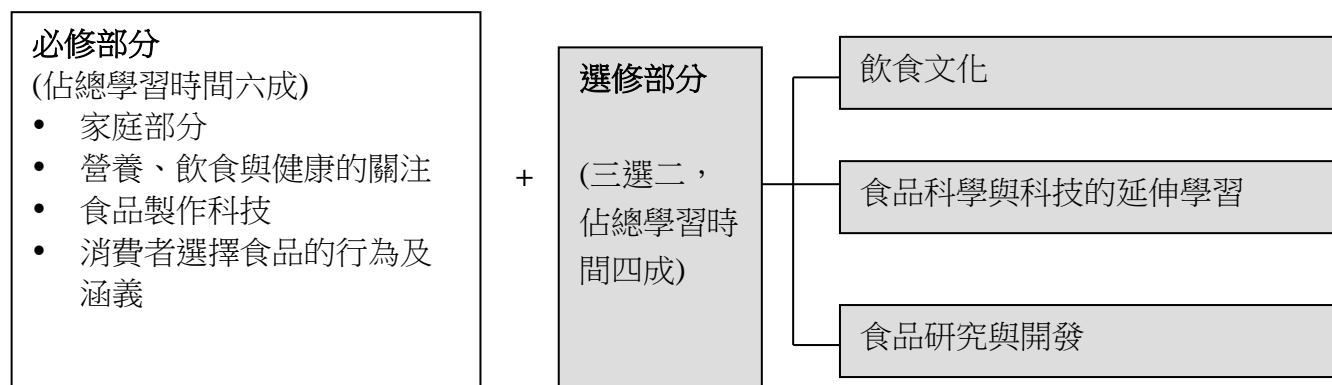 必修部分
(佔總學習時間六成)
• 家庭部分
• 營養、飲食與健康的關注
• 食品製作科技
• 消費者選擇食品的行為及
涵義
+
選修部分
(三選二，
佔總學習時
間四成)
飲食文化
食品科學與科技的延伸學習
食品研究與開發